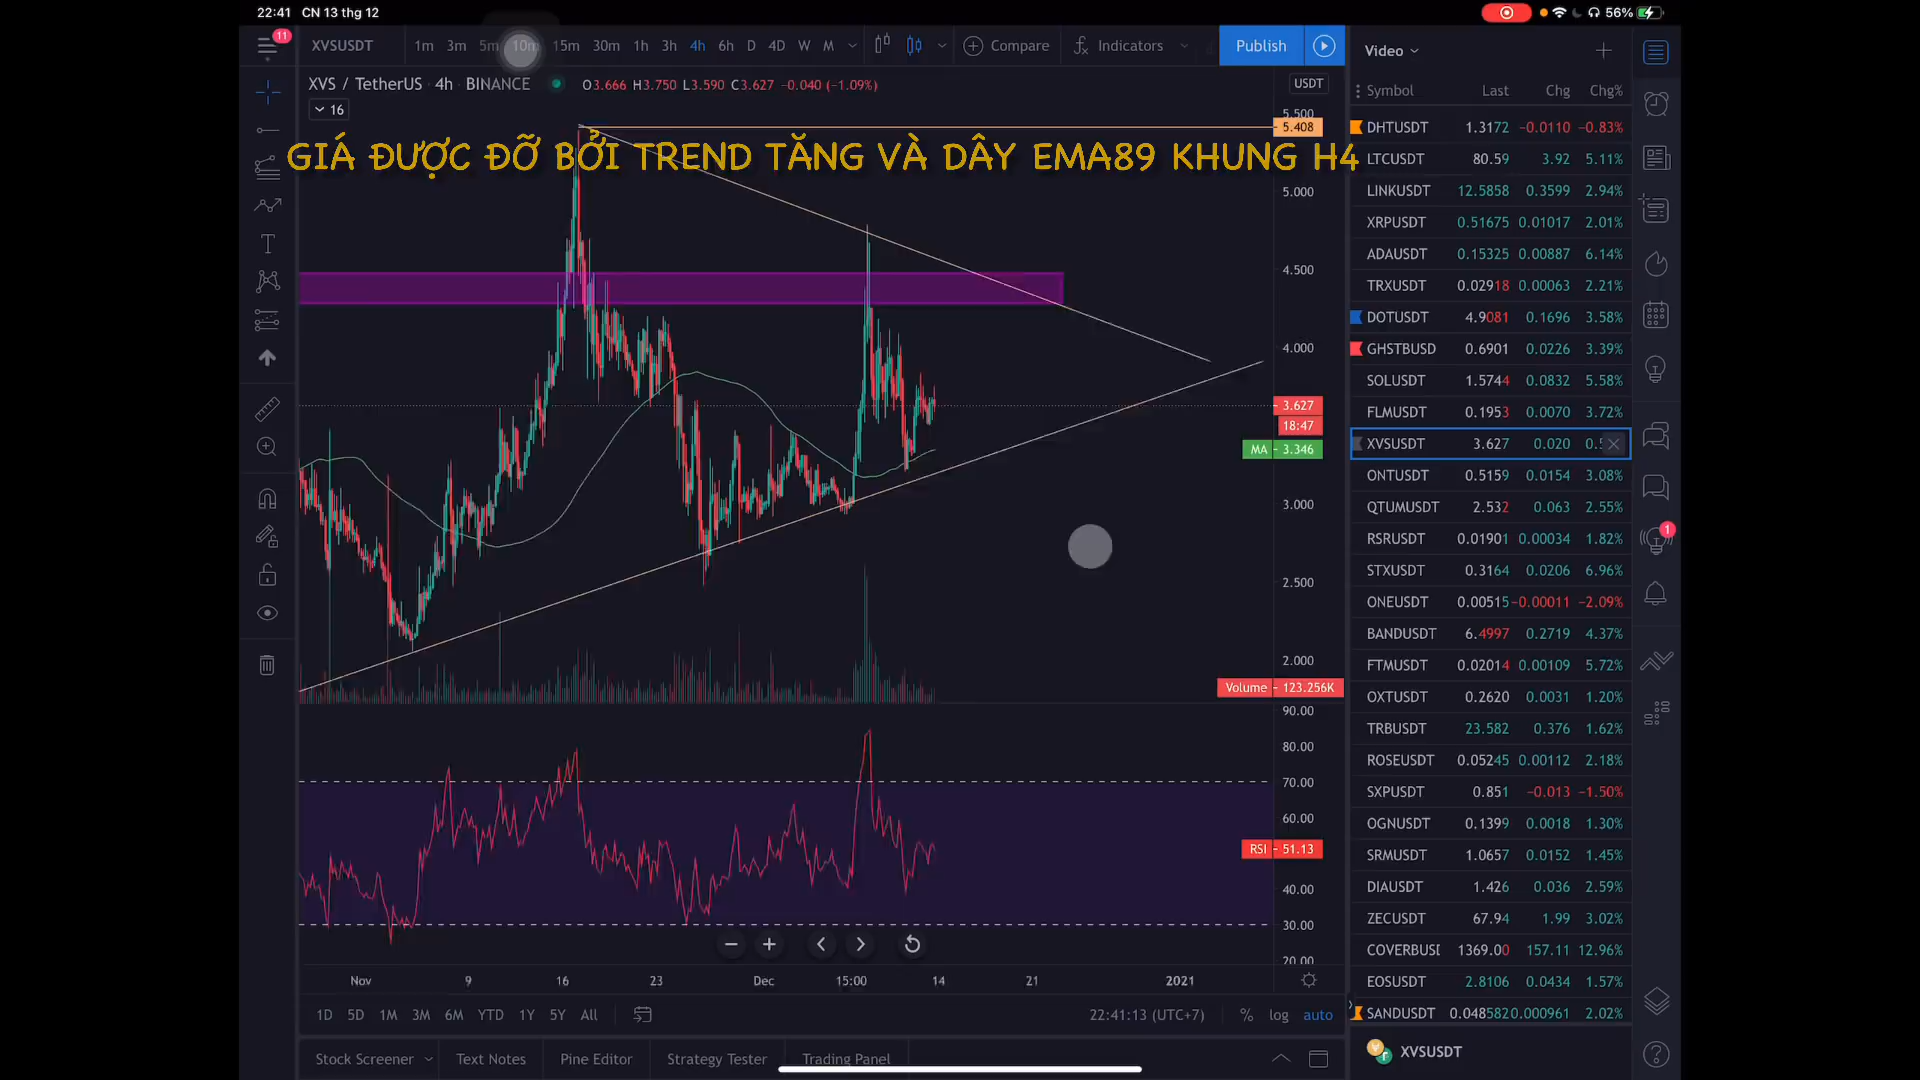 22:41 CN 13 thg 12
56%
11
XVSUSDT 1m 3m 5m 10m 15m 30m 1h 3h 4h 6h D 4D W M Compare Indicators Publish
XVS / TetherUS · 4h · BINANCE O3.666 H3.750 L3.590 C3.627 −0.040 (−1.09%)
16
USDT
GIÁ ĐƯỢC ĐỠ BỞI TREND TĂNG VÀ DÂY EMA89 KHUNG H4
5.500
5.408
5.000
4.500
4.000
3.627
18:47
MA 3.346
3.000
2.500
2.000
Volume 123.256K
90.00
80.00
70.00
60.00
RSI 51.13
40.00
30.00
20.00
Nov 9 16 23 Dec 15:00 14 21 2021
1D 5D 1M 3M 6M YTD 1Y 5Y All 22:41:13 (UTC+7) % log auto
Stock Screener Text Notes Pine Editor Strategy Tester Trading Panel
Video
Symbol Last Chg Chg%
DHTUSDT 1.3172 −0.0110 −0.83%
LTCUSDT 80.59 3.92 5.11%
LINKUSDT 12.5858 0.3599 2.94%
XRPUSDT 0.51675 0.01017 2.01%
ADAUSDT 0.15325 0.00887 6.14%
TRXUSDT 0.02918 0.00063 2.21%
DOTUSDT 4.9081 0.1696 3.58%
GHSTBUSD 0.6901 0.0226 3.39%
SOLUSDT 1.5744 0.0832 5.58%
FLMUSDT 0.1953 0.0070 3.72%
XVSUSDT 3.627 0.020 0.5
ONTUSDT 0.5159 0.0154 3.08%
QTUMUSDT 2.532 0.063 2.55%
RSRUSDT 0.01901 0.00034 1.82%
STXUSDT 0.3164 0.0206 6.96%
ONEUSDT 0.00515 −0.00011 −2.09%
BANDUSDT 6.4997 0.2719 4.37%
FTMUSDT 0.02014 0.00109 5.72%
OXTUSDT 0.2620 0.0031 1.20%
TRBUSDT 23.582 0.376 1.62%
ROSEUSDT 0.05245 0.00112 2.18%
SXPUSDT 0.851 −0.013 −1.50%
OGNUSDT 0.1399 0.0018 1.30%
SRMUSDT 1.0657 0.0152 1.45%
DIAUSDT 1.426 0.036 2.59%
ZECUSDT 67.94 1.99 3.02%
COVERBUSD 1369.00 157.11 12.96%
EOSUSDT 2.8106 0.0434 1.57%
SANDUSDT 0.048582 0.000961 2.02%
XVSUSDT
1